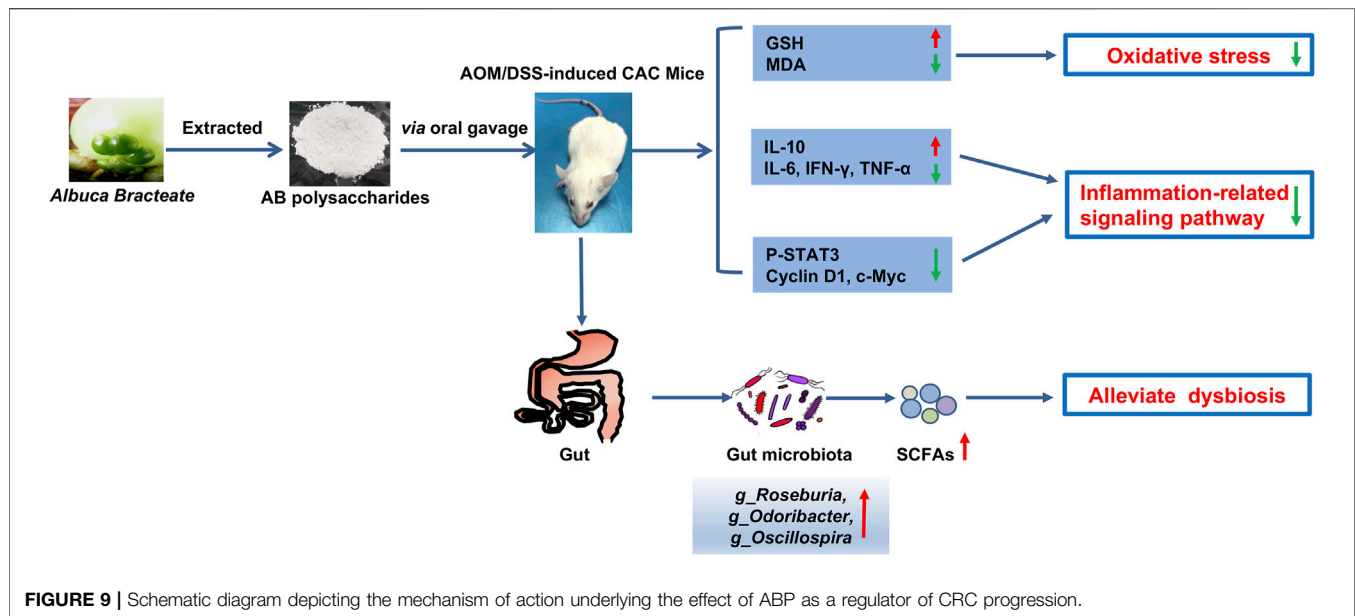 AOM/DSS-induced CAC Mice
Extracted
via oral gavage
Albuca Bracteate
AB polysaccharides
GSH
MDA
Oxidative stress
IL-10
IL-6, IFN-γ, TNF-α
P-STAT3
Cyclin D1, c-Myc
Inflammation-related
signaling pathway
Gut
Gut microbiota
SCFAs
Alleviate dysbiosis
g_Roseburia,
g_Odoribacter,
g_Oscillospira
FIGURE 9 | Schematic diagram depicting the mechanism of action underlying the effect of ABP as a regulator of CRC progression.